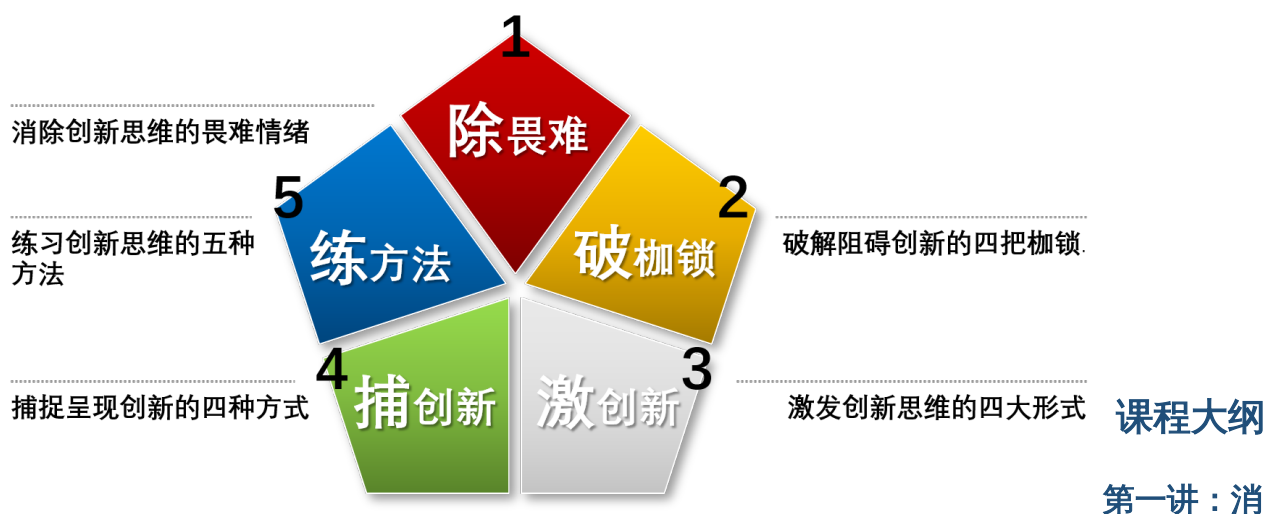 1
除畏难
消除创新思维的畏难情绪
5
2
练习创新思维的五种
方法
练方法
破枷锁
破解阻碍创新的四把枷锁.
4
3
捕捉呈现创新的四种方式
捕创新
激创新
激发创新思维的四大形式
课程大纲
第一讲：消